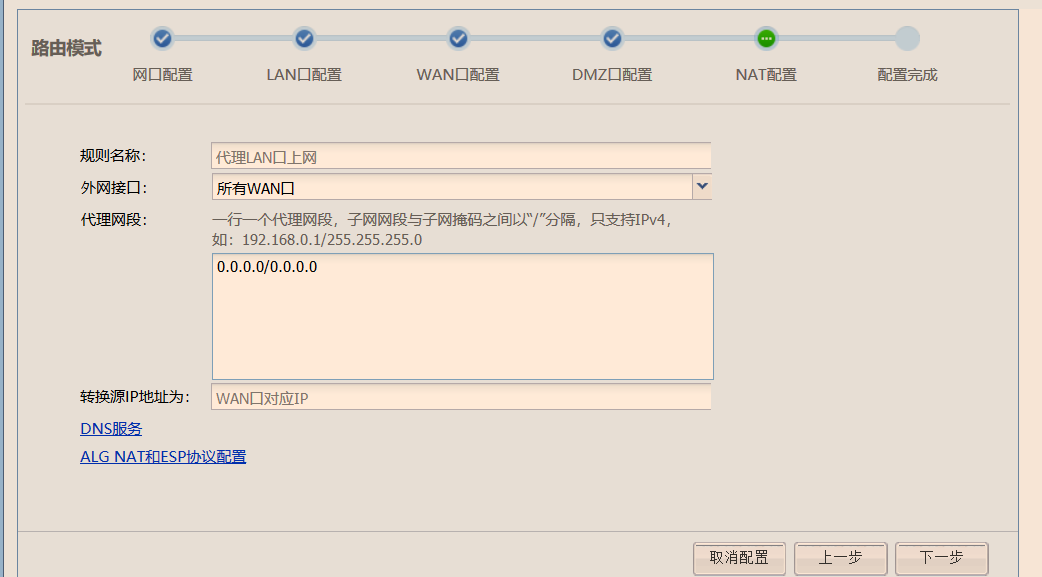 路由模式
网口配置
LAN口配置
WAN口配置
DMZ口配置
NAT配置
配置完成
规则名称：
代理LAN口上网
外网接口：
所有WAN口
代理网段：
一行一个代理网段，子网网段与子网掩码之间以“/”分隔，只支持IPv4，
如：192.168.0.1/255.255.255.0
0.0.0.0/0.0.0.0
转换源IP地址为：
WAN口对应IP
DNS服务
ALG NAT和ESP协议配置
取消配置
上一步
下一步